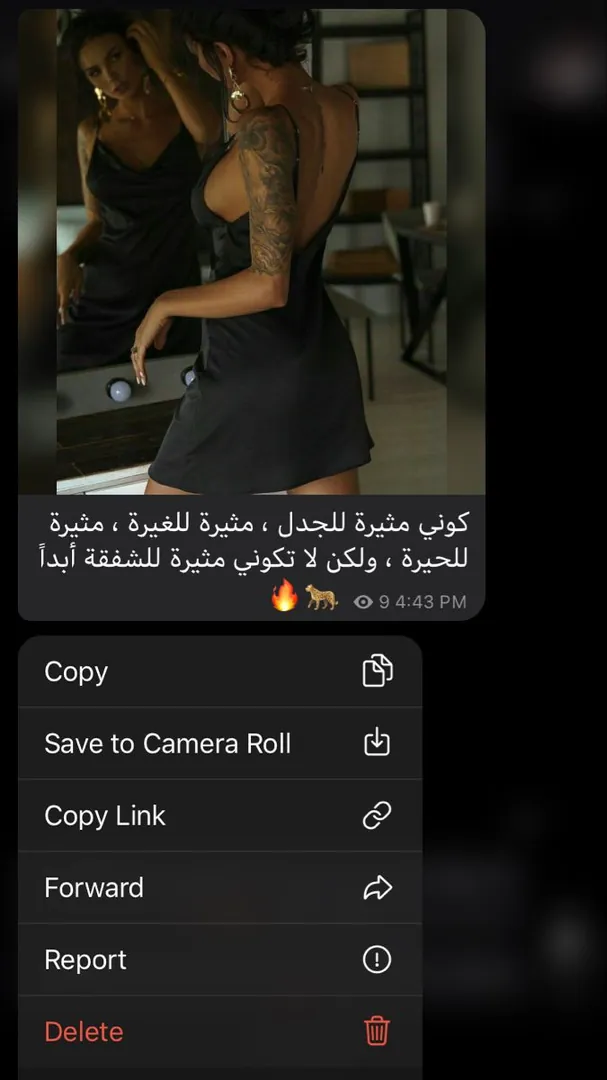 كوني مثيرة للجدل ، مثيرة للغيرة ، مثيرة
للحيرة ، ولكن لا تكوني مثيرة للشفقة أبداً
🔥🐆 9 4:43 PM
Copy
Save to Camera Roll
Copy Link
Forward
Report
Delete